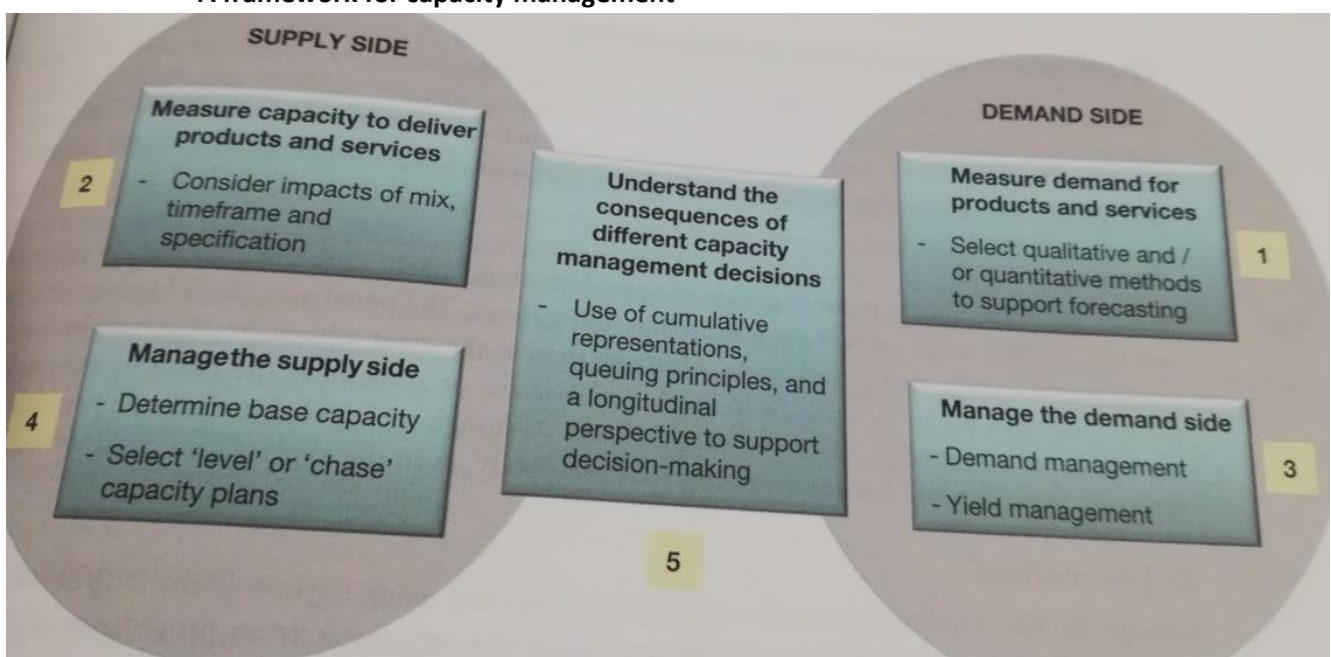 A framework for capacity management
SUPPLY SIDE
Measure capacity to deliver
products and services
- Consider impacts of mix,
timeframe and
specification
2
Managethe supply side
- Determine base capacity
- Select 'level' or 'chase'
capacity plans
4
Understand the
consequences of
different capacity
management decisions
- Use of cumulative
representations,
queuing principles, and
a longitudinal
perspective to support
decision-making
5
DEMAND SIDE
Measure demand for
products and services
- Select qualitative and /
or quantitative methods
to support forecasting
1
Manage the demand side
- Demand management
- Yield management
3